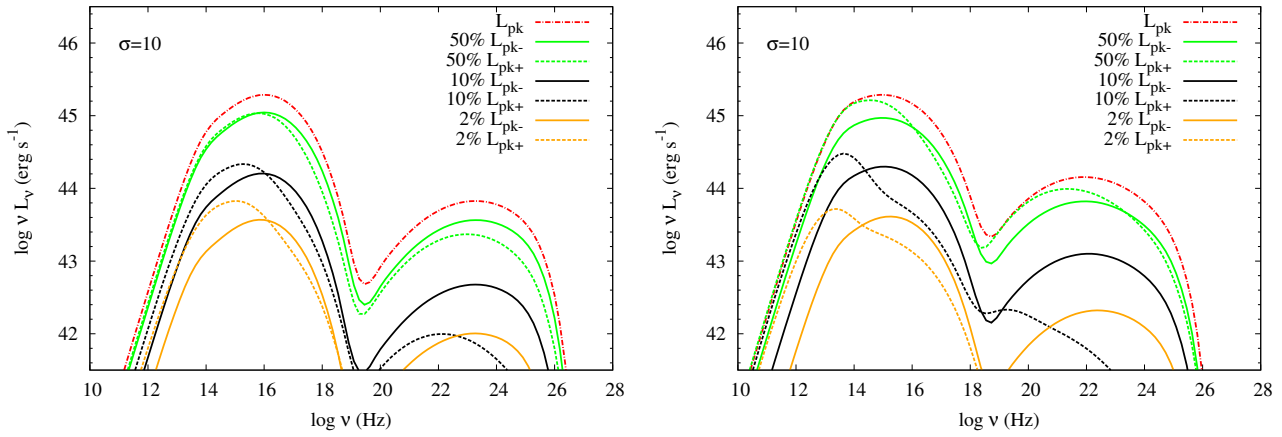 σ=10
L_pk
50% L_pk-
50% L_pk+
10% L_pk-
10% L_pk+
2% L_pk-
2% L_pk+
46
45
44
43
42
log ν L_ν (erg s^-1)
10 12 14 16 18 20 22 24 26 28
log ν (Hz)
σ=10
L_pk
50% L_pk-
50% L_pk+
10% L_pk-
10% L_pk+
2% L_pk-
2% L_pk+
46
45
44
43
42
log ν L_ν (erg s^-1)
10 12 14 16 18 20 22 24 26 28
log ν (Hz)